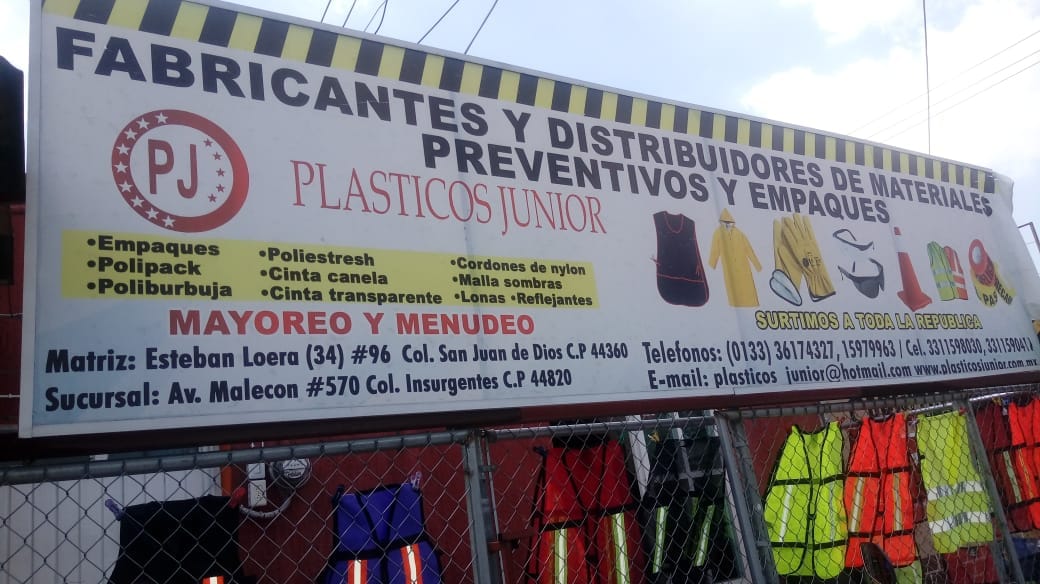 FABRICANTES Y DISTRIBUIDORES DE MATERIALES
PREVENTIVOS Y EMPAQUES
PJ
PLASTICOS JUNIOR
•Empaques
•Polipack
•Poliburbuja
•Poliestresh
•Cinta canela
•Cinta transparente
•Cordones de nylon
•Malla sombras
•Lonas •Reflejantes
MAYOREO Y MENUDEO
SURTIMOS A TODA LA REPUBLICA
Matriz: Esteban Loera (34) #96 Col. San Juan de Dios C.P 44360
Sucursal: Av. Malecon #570 Col. Insurgentes C.P 44820
Telefonos: (0133) 36174327, 15979963 / Cel. 3311598030,
E-mail: plasticos_junior@hotmail.com www.plasticosjunior.com.mx